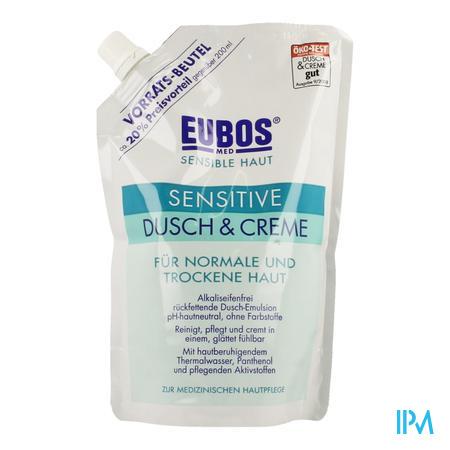 VORRATS-BEUTEL
ca. 20% Preisvorteil gegenüber 200ml
ÖKO-TEST
DUSCH
& CREME
gut
EUBOS®
MED
SENSIBLE HAUT
SENSITIVE
DUSCH & CREME
FÜR NORMALE UND
TROCKENE HAUT
Alkaliseifenfrei
rückfettende Dusch-Emulsion
pH-hautneutral, ohne Farbstoffe
Reinigt, pflegt und cremt in
einem, glättet fühlbar
Mit hautberuhigendem
Thermalwasser, Panthenol
und pflegenden Aktivstoffen
ZUR MEDIZINISCHEN HAUTPFLEGE
IPM